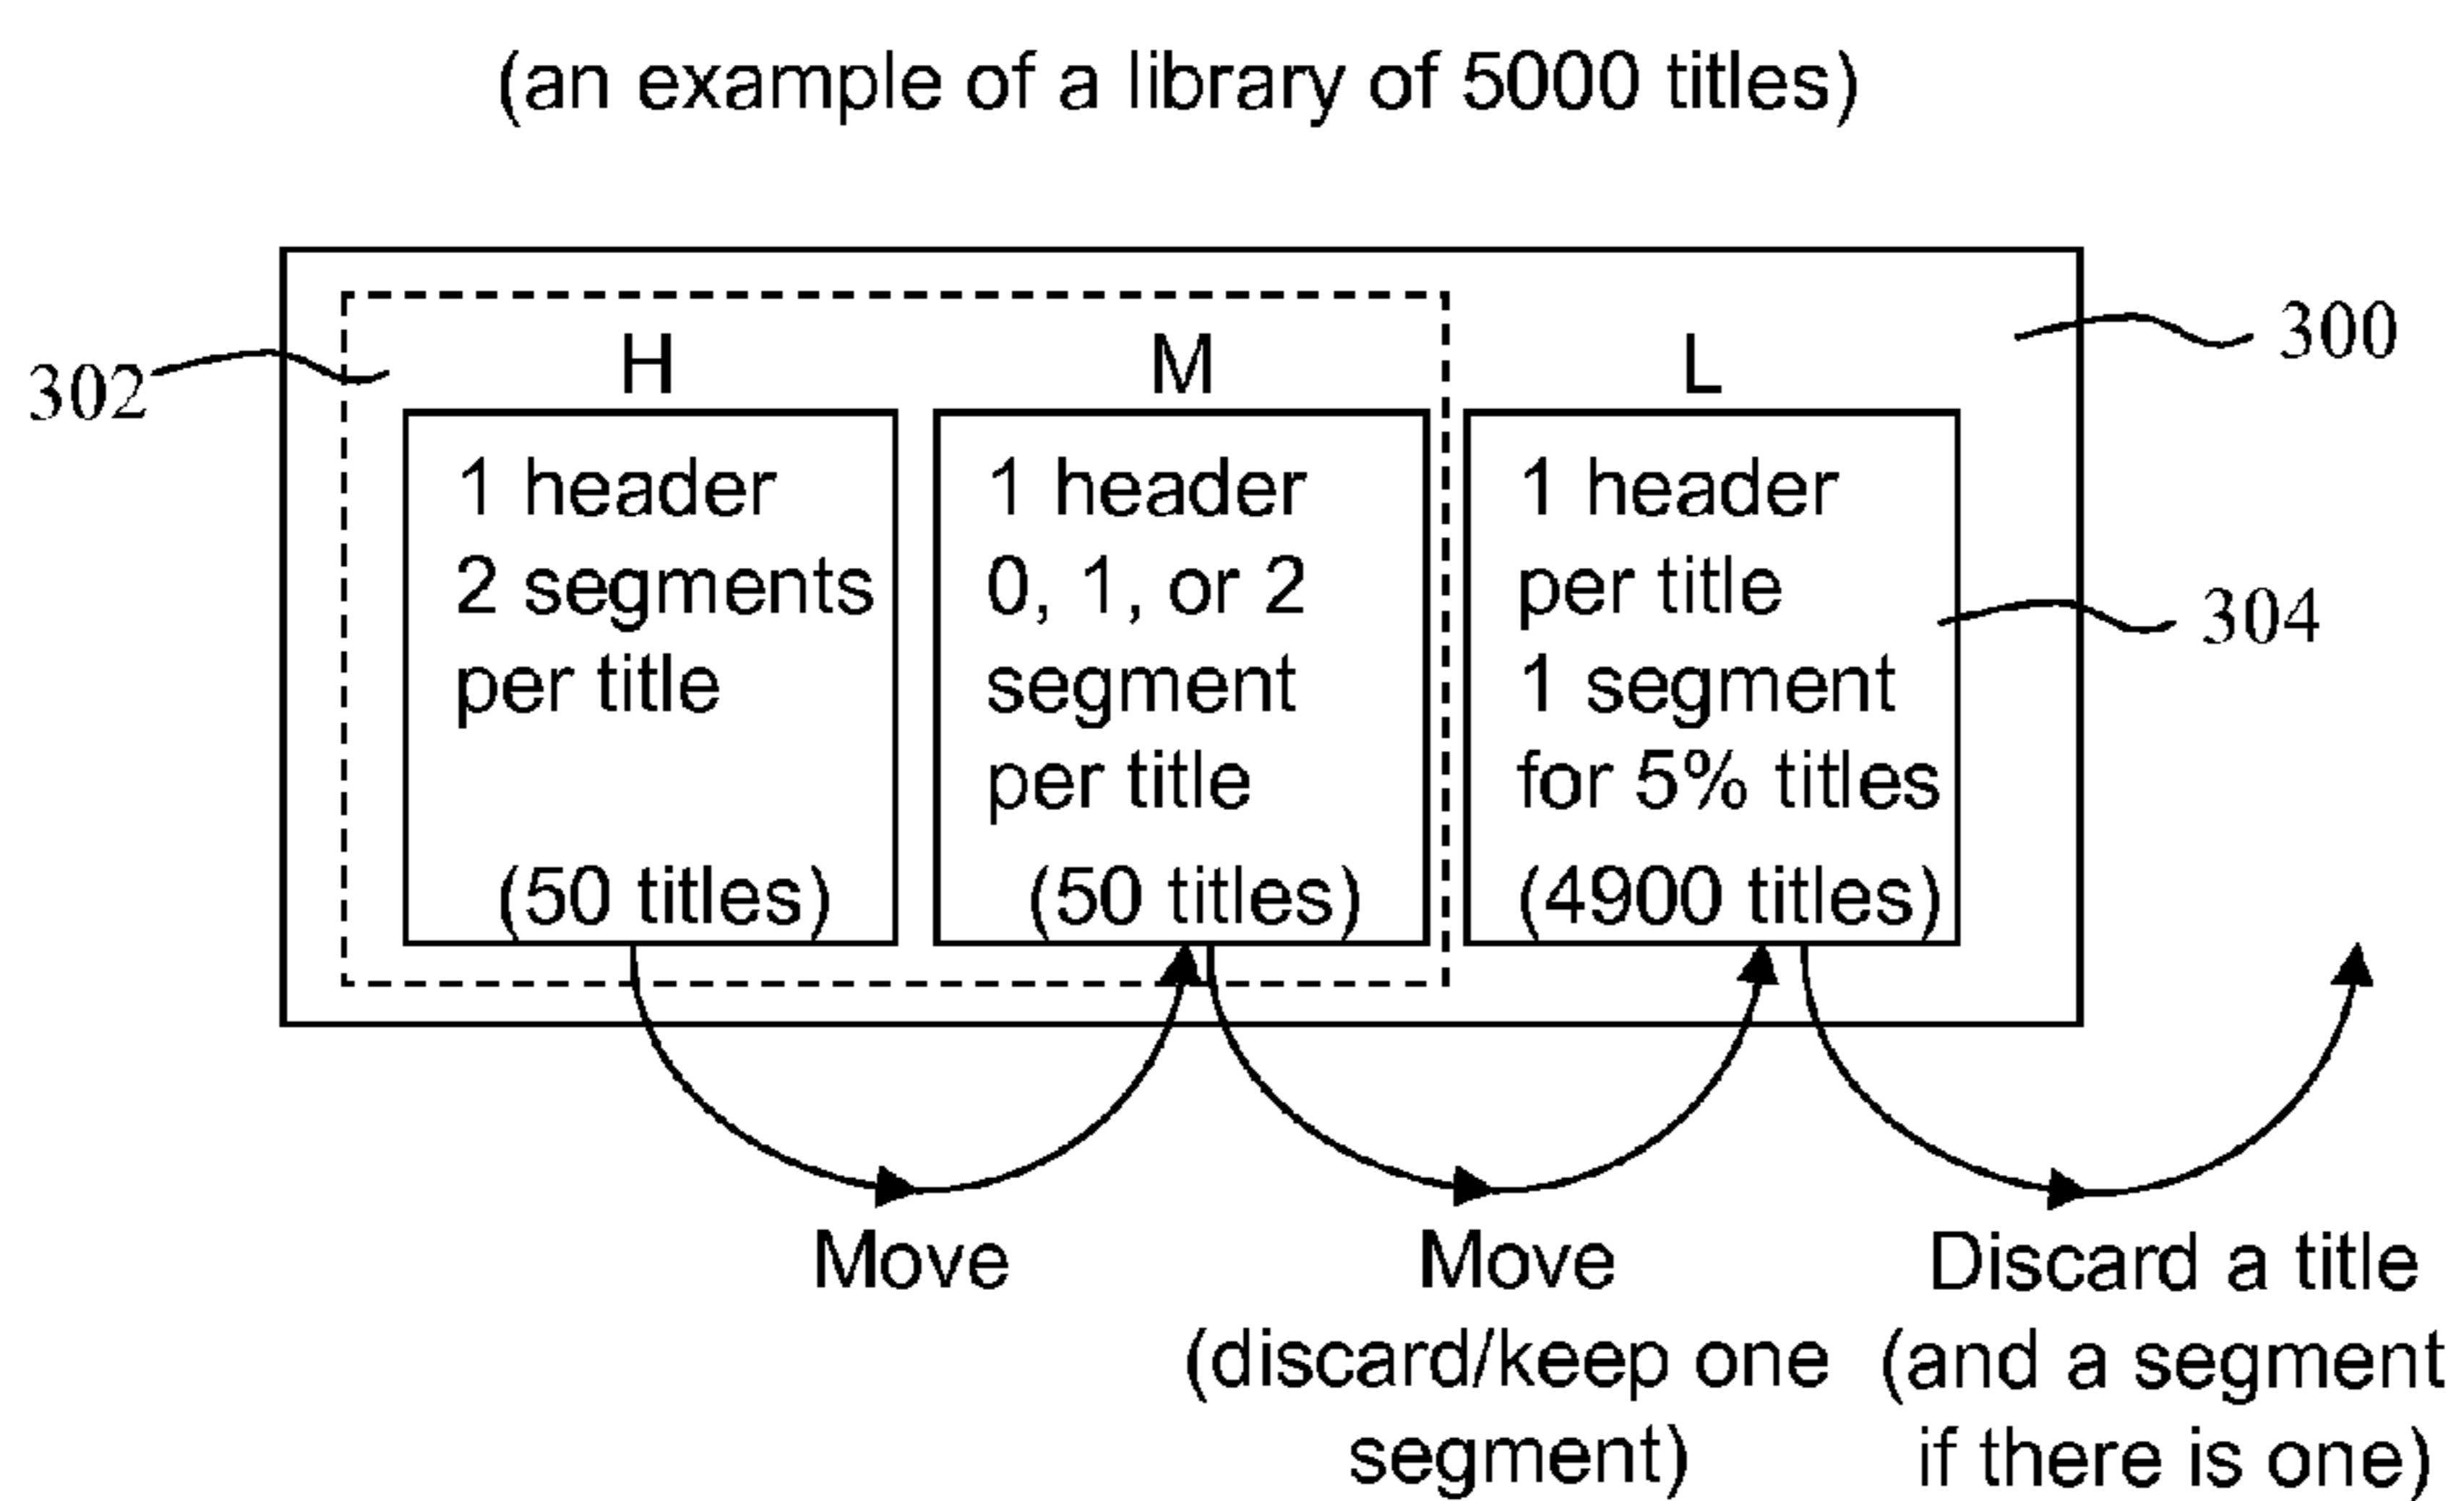 (an example of a library of 5000 titles)
300
302
H
1 header
2 segments
per title
(50 titles)
M
1 header
0, 1, or 2
segment
per title
(50 titles)
L
1 header
per title
1 segment
for 5% titles
(4900 titles)
304
Move
Move
(discard/keep one
segment)
Discard a title
(and a segment
if there is one)